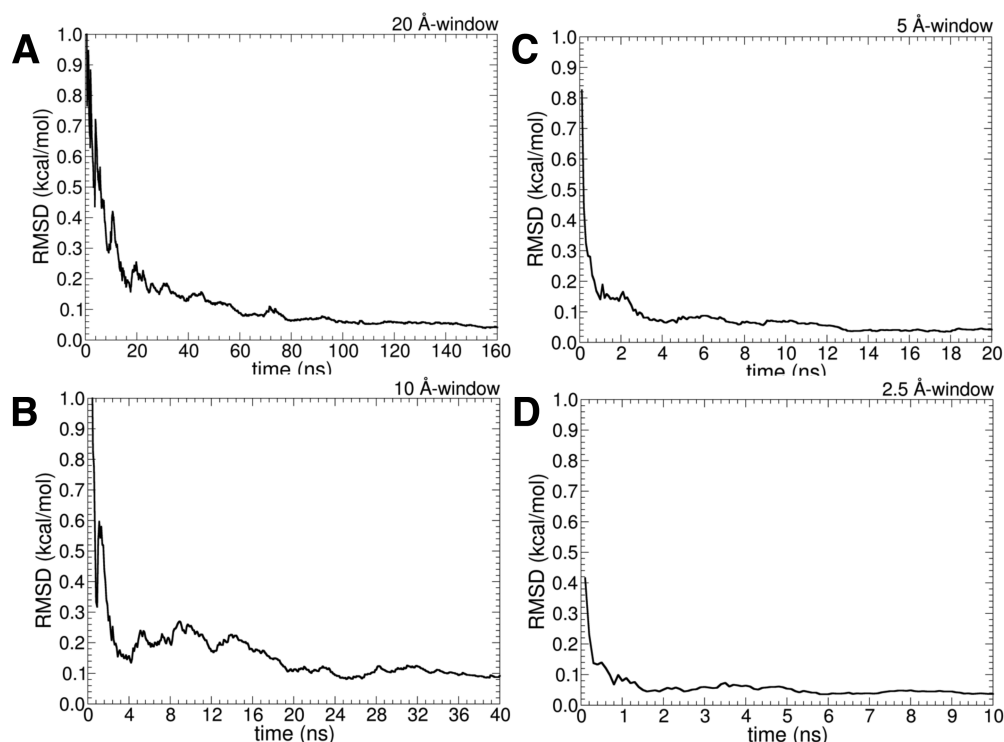 A
20 Å-window
1.0
0.9
0.8
0.7
0.6
0.5
0.4
0.3
0.2
0.1
0.0
RMSD (kcal/mol)
0 20 40 60 80 100 120 140 160
time (ns)
C
5 Å-window
1.0
0.9
0.8
0.7
0.6
0.5
0.4
0.3
0.2
0.1
0.0
RMSD (kcal/mol)
0 2 4 6 8 10 12 14 16 18 20
time (ns)
B
10 Å-window
1.0
0.9
0.8
0.7
0.6
0.5
0.4
0.3
0.2
0.1
0.0
RMSD (kcal/mol)
0 4 8 12 16 20 24 28 32 36 40
time (ns)
D
2.5 Å-window
1.0
0.9
0.8
0.7
0.6
0.5
0.4
0.3
0.2
0.1
0.0
RMSD (kcal/mol)
0 1 2 3 4 5 6 7 8 9 10
time (ns)